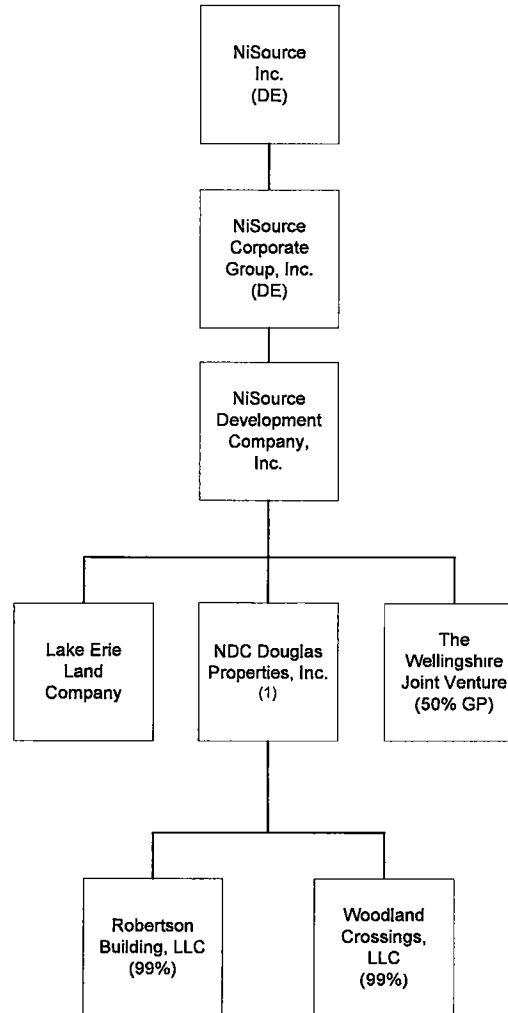 NiSource
Inc.
(DE)
NiSource
Corporate
Group, Inc.
(DE)
NiSource
Development
Company,
Inc.
Lake Erie
Land
Company
NDC Douglas
Properties, Inc.
(1)
The
Wellingshire
Joint Venture
(50% GP)
Robertson
Building, LLC
(99%)
Woodland
Crossings,
LLC
(99%)